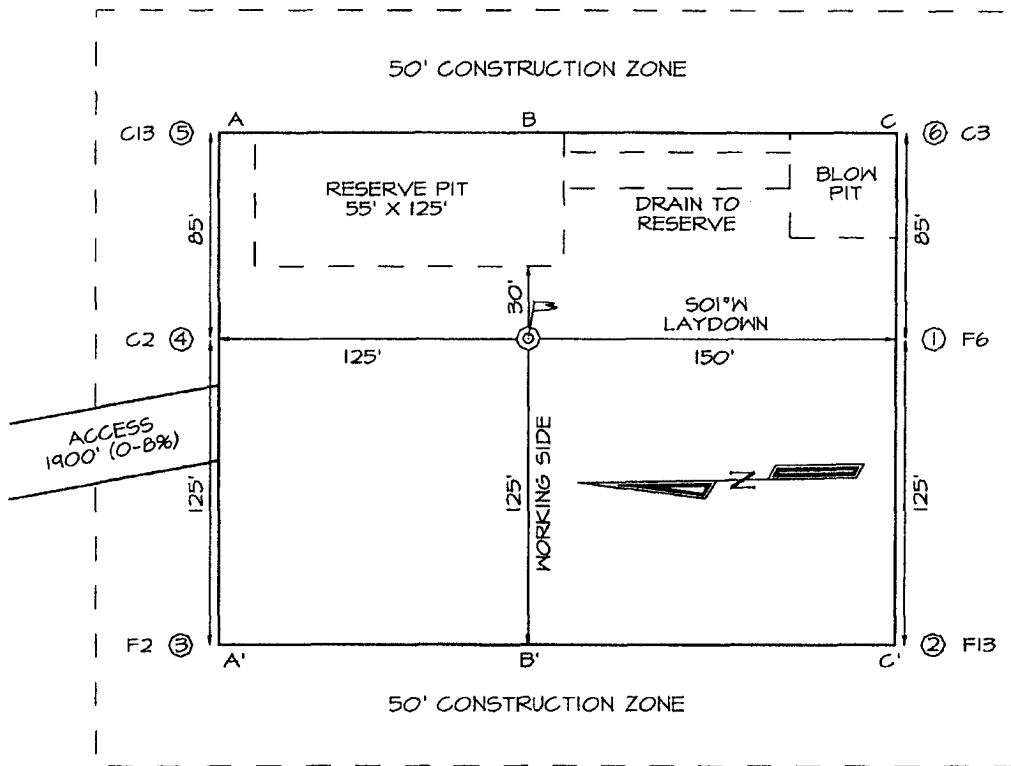 50' CONSTRUCTION ZONE
A
B
C
C13 ⑤
⑥ C3
RESERVE PIT
55' X 125'
DRAIN TO
RESERVE
BLOW
PIT
85'
85'
30'
S01°W
LAYDOWN
C2 ④
① F6
125'
150'
ACCESS
1900' (0-8%)
125'
125'
WORKING SIDE
N
125'
F2 ③
② F13
A'
B'
C'
50' CONSTRUCTION ZONE